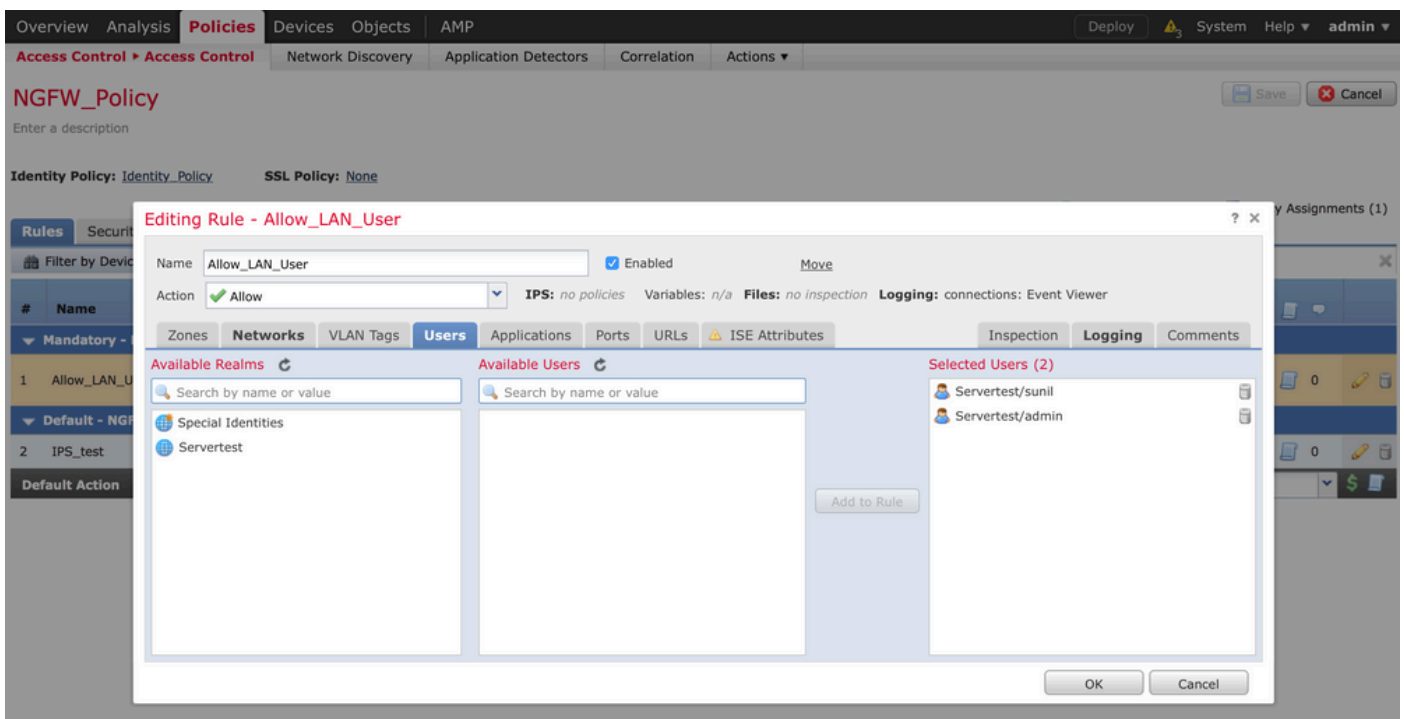 Overview Analysis Policies Devices Objects AMP Deploy 3 System Help ▾ admin ▾
Access Control ▸ Access Control Network Discovery Application Detectors Correlation Actions ▾
NGFW_Policy Save Cancel
Enter a description
Identity Policy: Identity_Policy SSL Policy: None
y Assignments (1)
Editing Rule - Allow_LAN_User ? ×
Rules Securit
Filter by Devic Name Allow_LAN_User Enabled Move
Action Allow IPS: no policies Variables: n/a Files: no inspection Logging: connections: Event Viewer
# Name
Zones Networks VLAN Tags Users Applications Ports URLs ISE Attributes Inspection Logging Comments
Mandatory -
Available Realms Available Users Selected Users (2)
1 Allow_LAN_U Search by name or value Search by name or value Servertest/sunil 0
Default - NGF Special Identities Servertest/admin
2 IPS_test Servertest 0
Default Action $
Add to Rule
OK Cancel